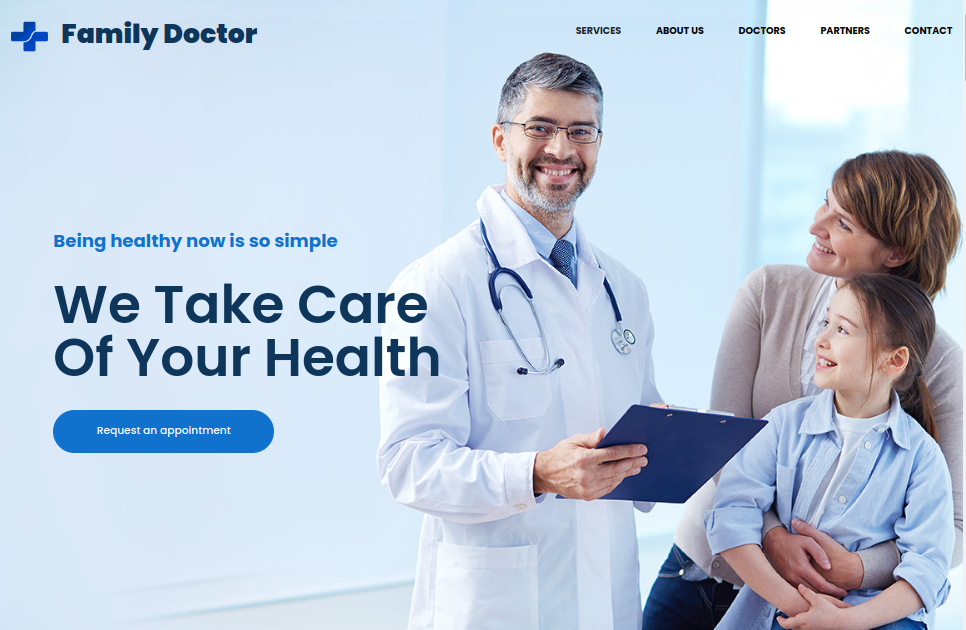 Family Doctor
SERVICES
ABOUT US
DOCTORS
PARTNERS
CONTACT
Being healthy now is so simple
We Take Care
Of Your Health
Request an appointment